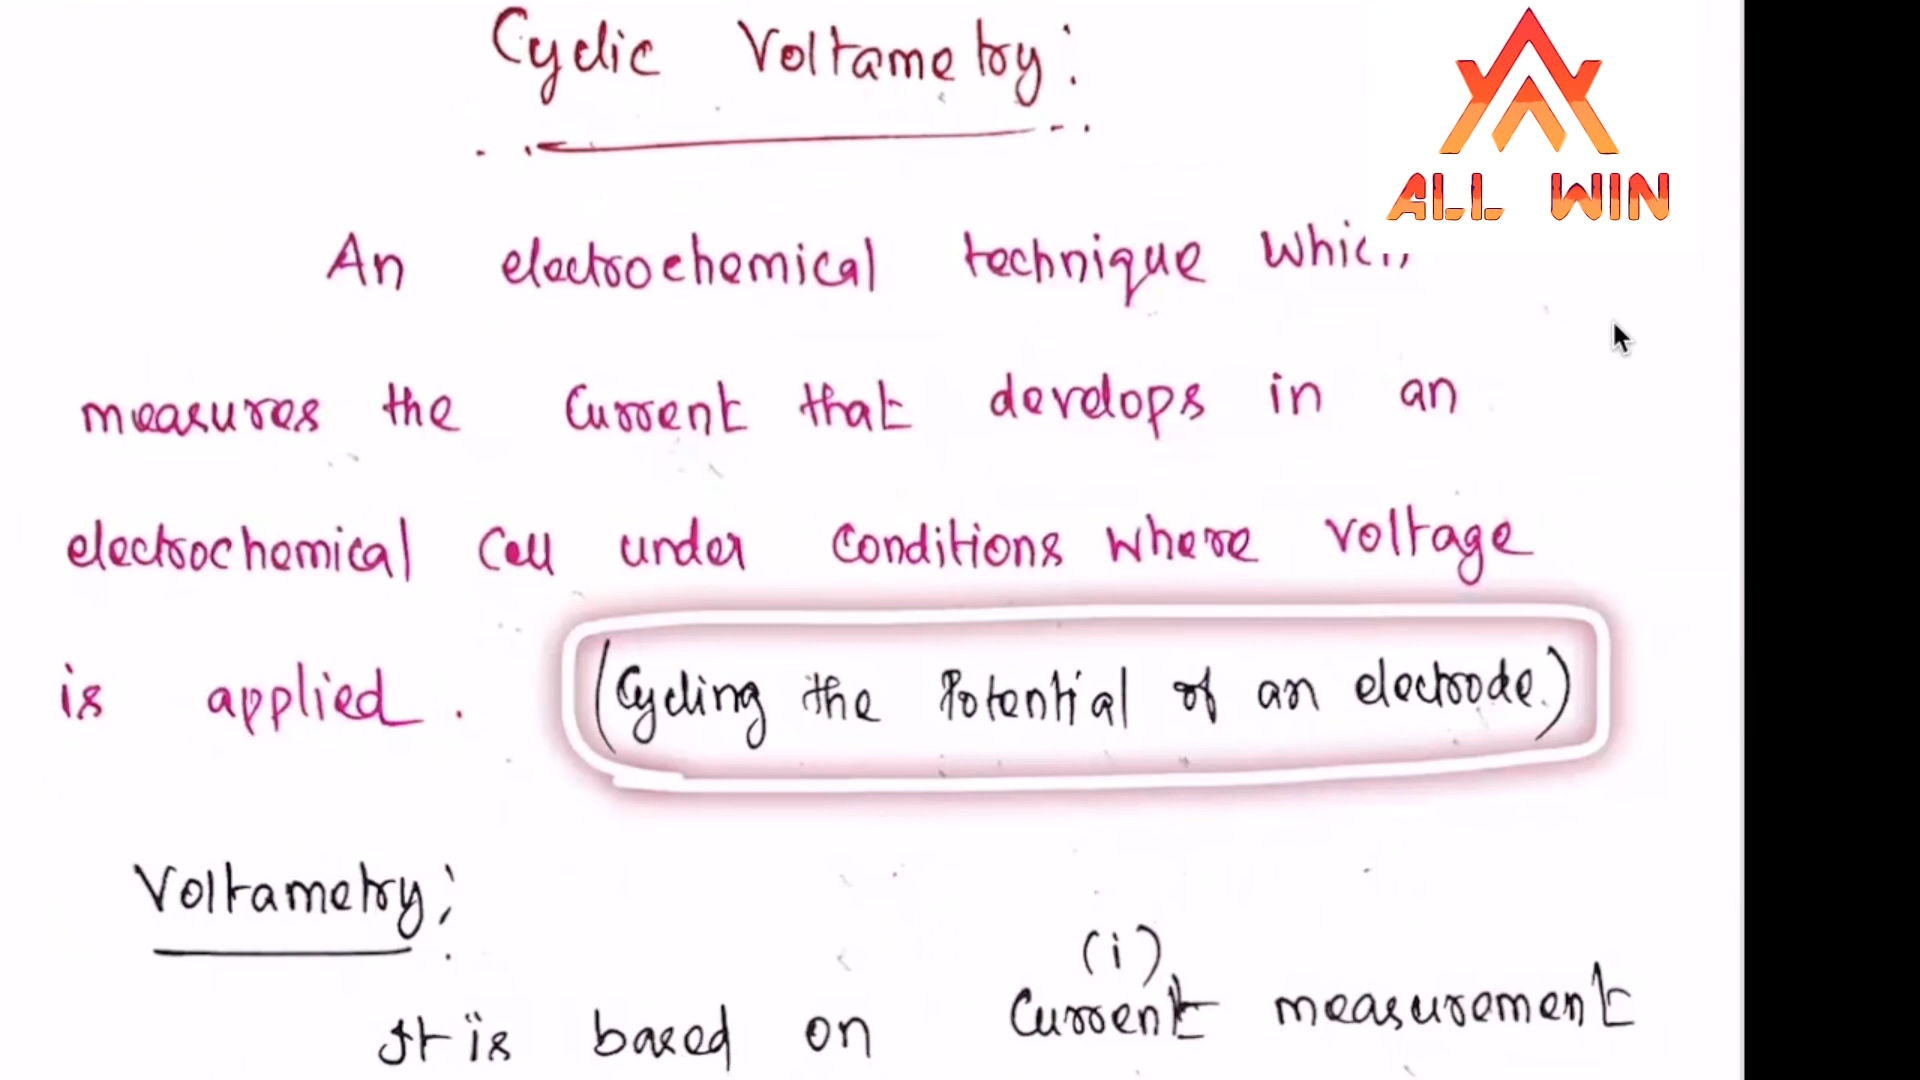 Cyclic Voltametry:
ALL WIN
An electrochemical technique which
measures the current that develops in an
electrochemical cell under conditions where voltage
is applied. (Cycling the Potential of an electrode.)
Voltametry:
(i)
It is based on Current measurement